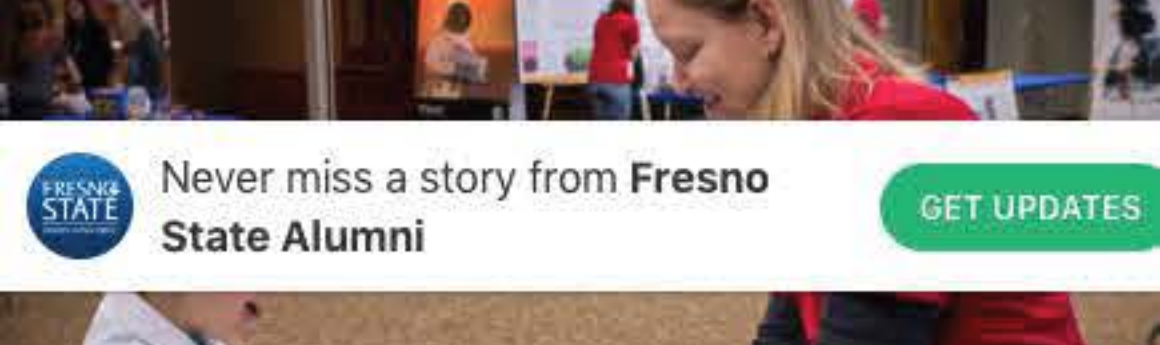 FRESNO
STATE
Never miss a story from Fresno
State Alumni
GET UPDATES